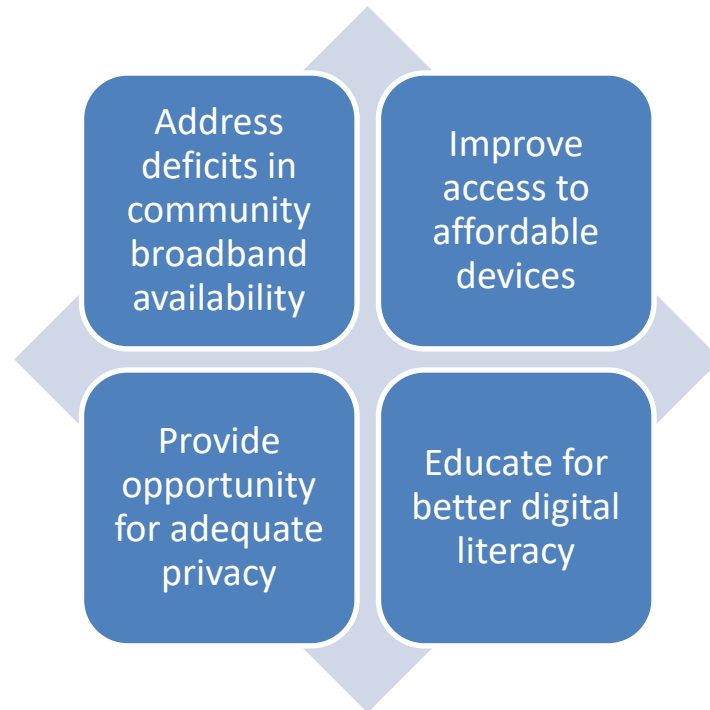 Address
deficits in
community
broadband
availability
Improve
access to
affordable
devices
Provide
opportunity
for adequate
privacy
Educate for
better digital
literacy